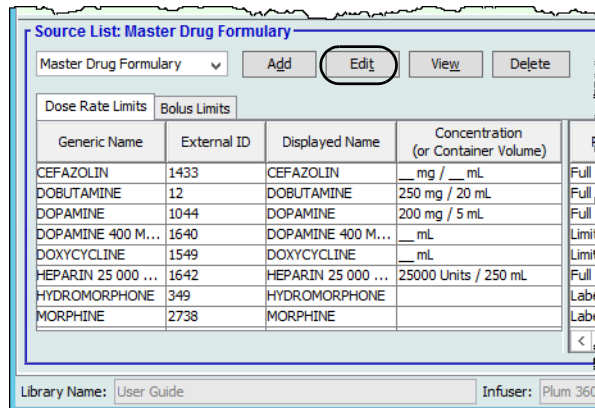 Source List: Master Drug Formulary
Master Drug Formulary Add Edit View Delete
Dose Rate Limits Bolus Limits
Generic Name External ID Displayed Name Concentration (or Container Volume)
CEFAZOLIN 1433 CEFAZOLIN __ mg / __ mL Full
DOBUTAMINE 12 DOBUTAMINE 250 mg / 20 mL Full
DOPAMINE 1044 DOPAMINE 200 mg / 5 mL Full
DOPAMINE 400 M... 1640 DOPAMINE 400 M... __ mL Limit
DOXYCYCLINE 1549 DOXYCYCLINE __ mL Limit
HEPARIN 25 000 ... 1642 HEPARIN 25 000 ... 25000 Units / 250 mL Full
HYDROMORPHONE 349 HYDROMORPHONE Labe
MORPHINE 2738 MORPHINE Labe
Library Name: User Guide Infuser: Plum 360